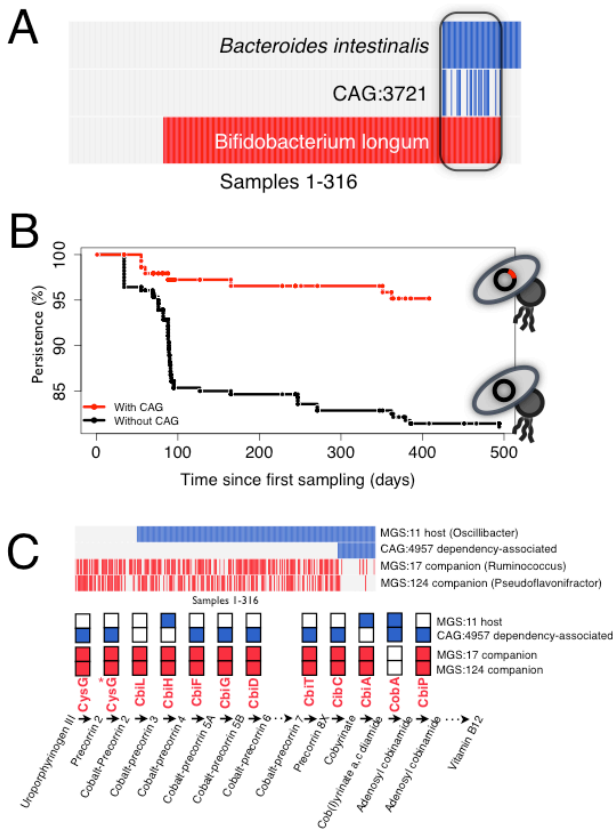 A
Bacteroides intestinalis
CAG:3721
Bifidobacterium longum
Samples 1-316
B
Persistence (%)
100
95
90
85
With CAG
Without CAG
0
100
200
300
400
500
Time since first sampling (days)
C
MGS:11 host (Oscillibacter)
CAG:4957 dependency-associated
MGS:17 companion (Ruminococcus)
MGS:124 companion (Pseudoflavonifractor)
Samples 1-316
MGS:11 host
CAG:4957 dependency-associated
MGS:17 companion
MGS:124 companion
CysG
* CysG
CbiL
CbiH
CbiF
CbiG
CbiD
CbiT
CibC
CbiA
CobA
CbiP
Uroporphyrinogen III
Precorrin 2
Cobalt-Precorrin 2
Cobalt-precorrin 3
Cobalt-precorrin 4
Cobalt-precorrin 5A
Cobalt-precorrin 5B
Cobalt-precorrin 6
Cobalt-precorrin 7
Precorrin 8X
Cobyrinate
Cob(I)yrinate a, c diamide
Adenosyl cobinamide
Adenosyl cobinamide
Vitamin B12